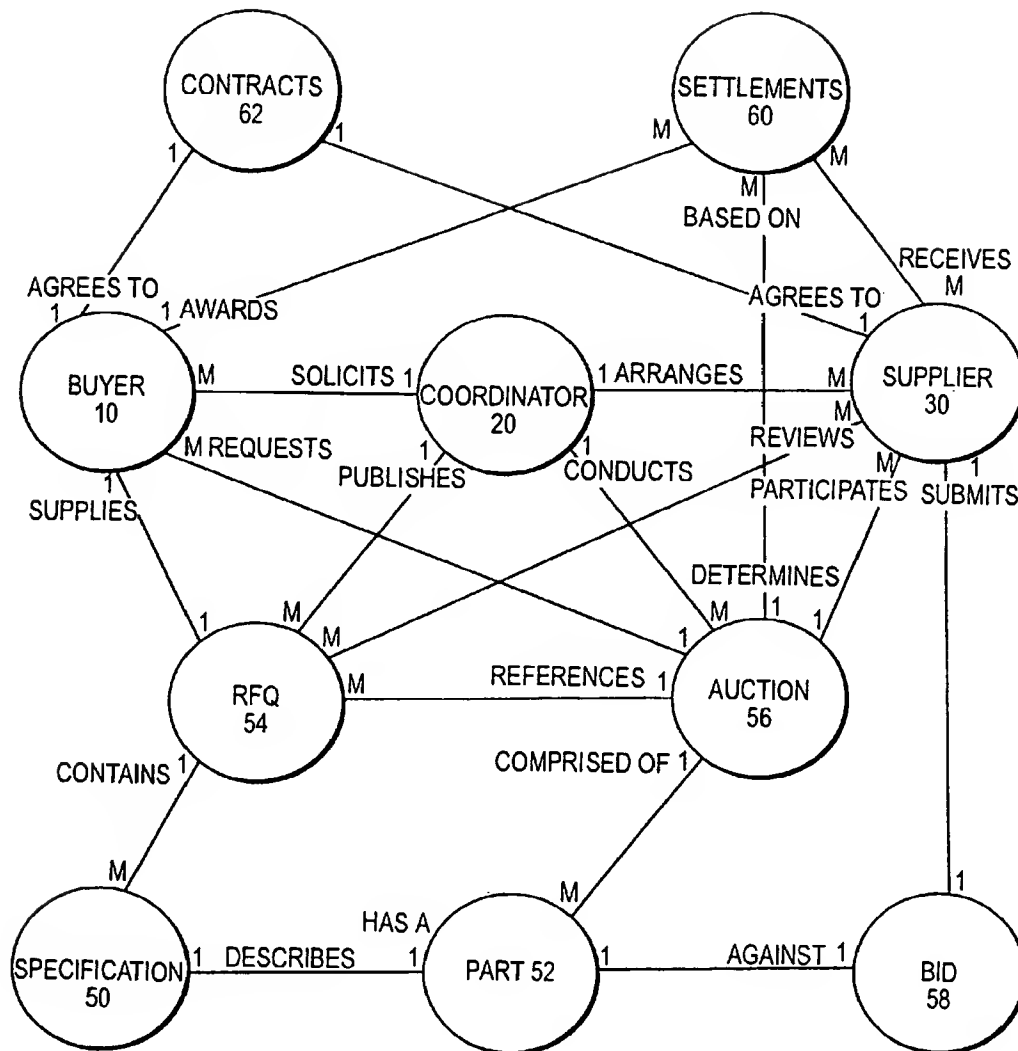 CONTRACTS
62
SETTLEMENTS
60
1
1
M
M
M
BASED ON
M
RECEIVES
M
AGREES TO
1
1 AWARDS
AGREES TO
1
BUYER
10
M
SOLICITS 1
COORDINATOR
20
1 ARRANGES
M
SUPPLIER
30
M
M REQUESTS
1
1
REVIEWS
1
SUPPLIES
PUBLISHES
CONDUCTS
M
1
PARTICIPATES
SUBMITS
DETERMINES
M
M
M
1
1
1
1
RFQ
54
M
REFERENCES 1
AUCTION
56
CONTAINS 1
COMPRISED OF 1
M
M
1
HAS A
SPECIFICATION
50
1 DESCRIBES 1
PART 52
1
AGAINST 1
BID
58